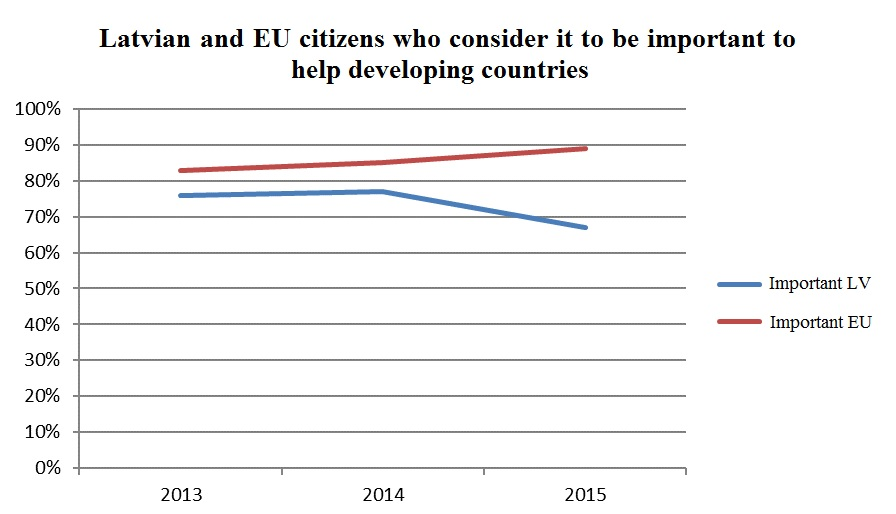 Latvian and EU citizens who consider it to be important to
help developing countries
100%
90%
80%
70%
60%
50%
40%
30%
20%
10%
0%
2013 2014 2015
Important LV
Important EU